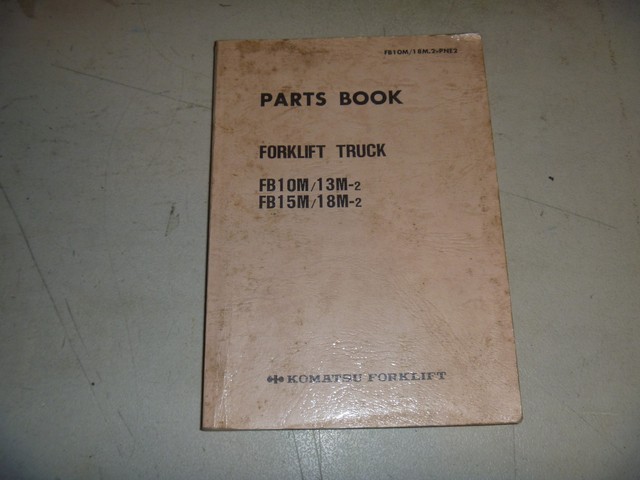 FB10M/18M.2-PNE2
PARTS BOOK
FORKLIFT TRUCK
FB10M/13M-2
FB15M/18M-2
KOMATSU FORKLIFT